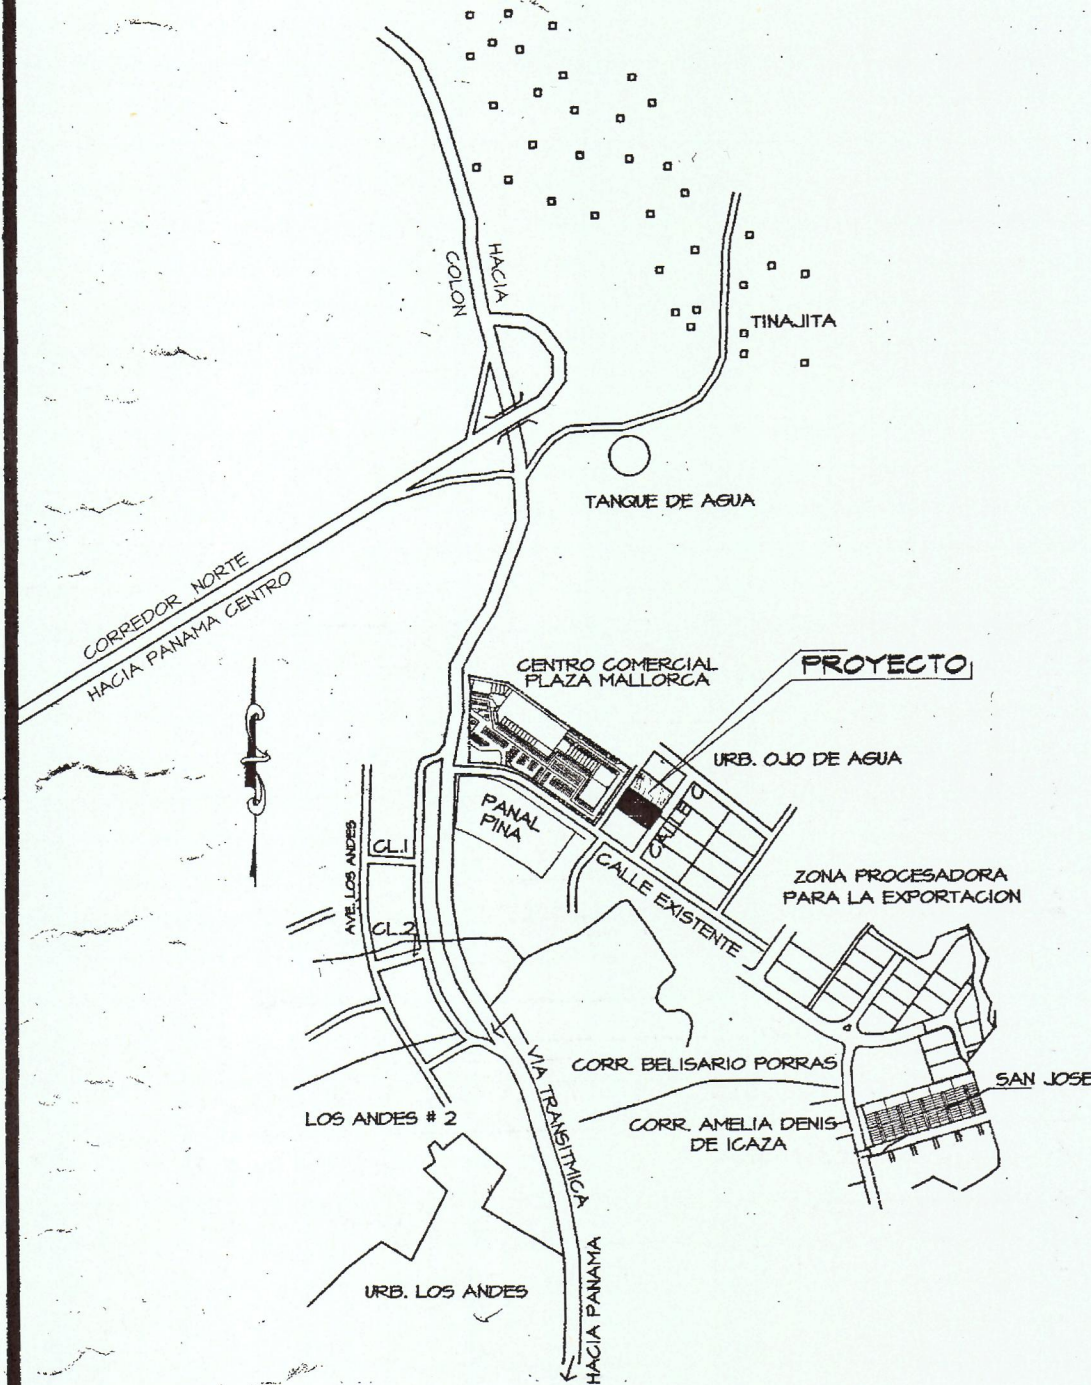 HACIA
COLON
TINAJITA
TANQUE DE AGUA
CORREDOR NORTE
HACIA PANAMA CENTRO
CENTRO COMERCIAL
PLAZA MALLORCA
PROYECTO
URB. OJO DE AGUA
PANAL
PINA
CALLE C
CL.1
AVE. LOS ANDES
CALLE EXISTENTE
ZONA PROCESADORA
PARA LA EXPORTACION
CL.2
VIA TRANSITMICA
CORR. BELISARIO PORRAS
SAN JOSE
LOS ANDES # 2
CORR. AMELIA DENIS
DE ICAZA
URB. LOS ANDES
HACIA PANAMA